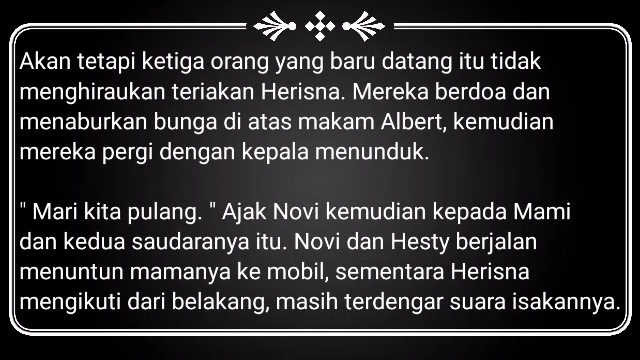 Akan tetapi ketiga orang yang baru datang itu tidak
menghiraukan teriakan Herisna. Mereka berdoa dan
menaburkan bunga di atas makam Albert, kemudian
mereka pergi dengan kepala menunduk.
" Mari kita pulang. " Ajak Novi kemudian kepada Mami
dan kedua saudaranya itu. Novi dan Hesty berjalan
menuntun mamanya ke mobil, sementara Herisna
mengikuti dari belakang, masih terdengar suara isakannya.